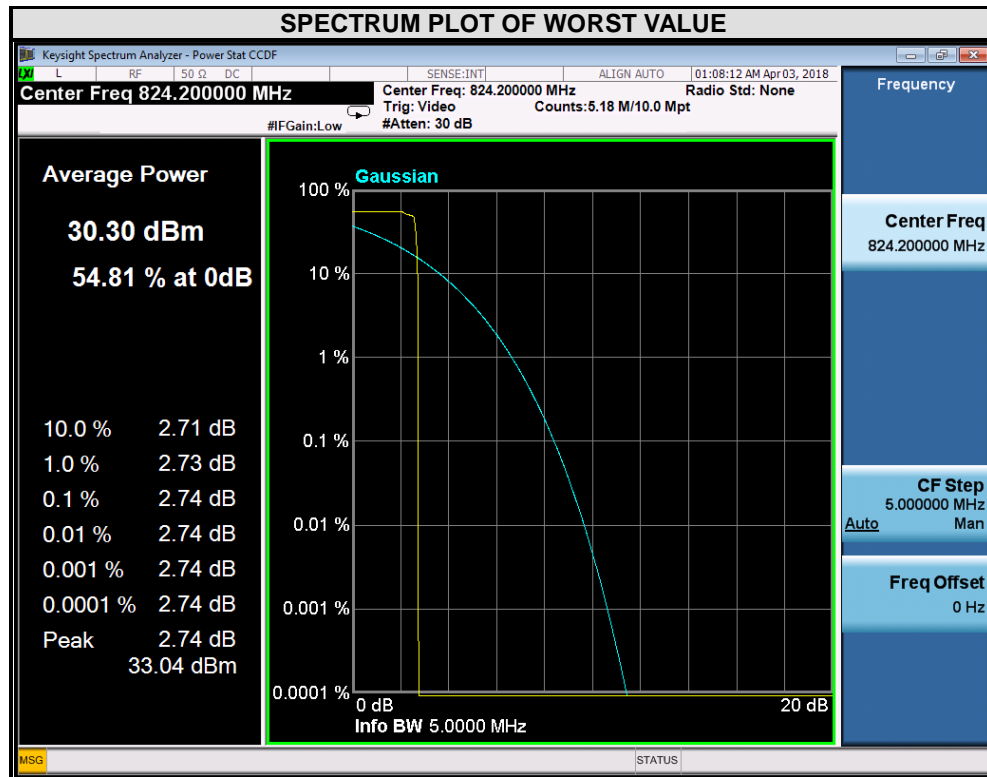 SPECTRUM PLOT OF WORST VALUE
Keysight Spectrum Analyzer - Power Stat CCDF
LXI L RF 50 Ω DC SENSE:INT ALIGN AUTO 01:08:12 AM Apr 03, 2018
Center Freq 824.200000 MHz
Center Freq: 824.200000 MHz Radio Std: None
Trig: Video Counts:5.18 M/10.0 Mpt
#IFGain:Low #Atten: 30 dB
Frequency
Average Power
30.30 dBm
54.81 % at 0dB
10.0 % 2.71 dB
1.0 % 2.73 dB
0.1 % 2.74 dB
0.01 % 2.74 dB
0.001 % 2.74 dB
0.0001 % 2.74 dB
Peak 2.74 dB
33.04 dBm
Gaussian
100 %
10 %
1 %
0.1 %
0.01 %
0.001 %
0.0001 %
0 dB 20 dB
Info BW 5.0000 MHz
Center Freq
824.200000 MHz
CF Step
5.000000 MHz
Auto Man
Freq Offset
0 Hz
MSG STATUS